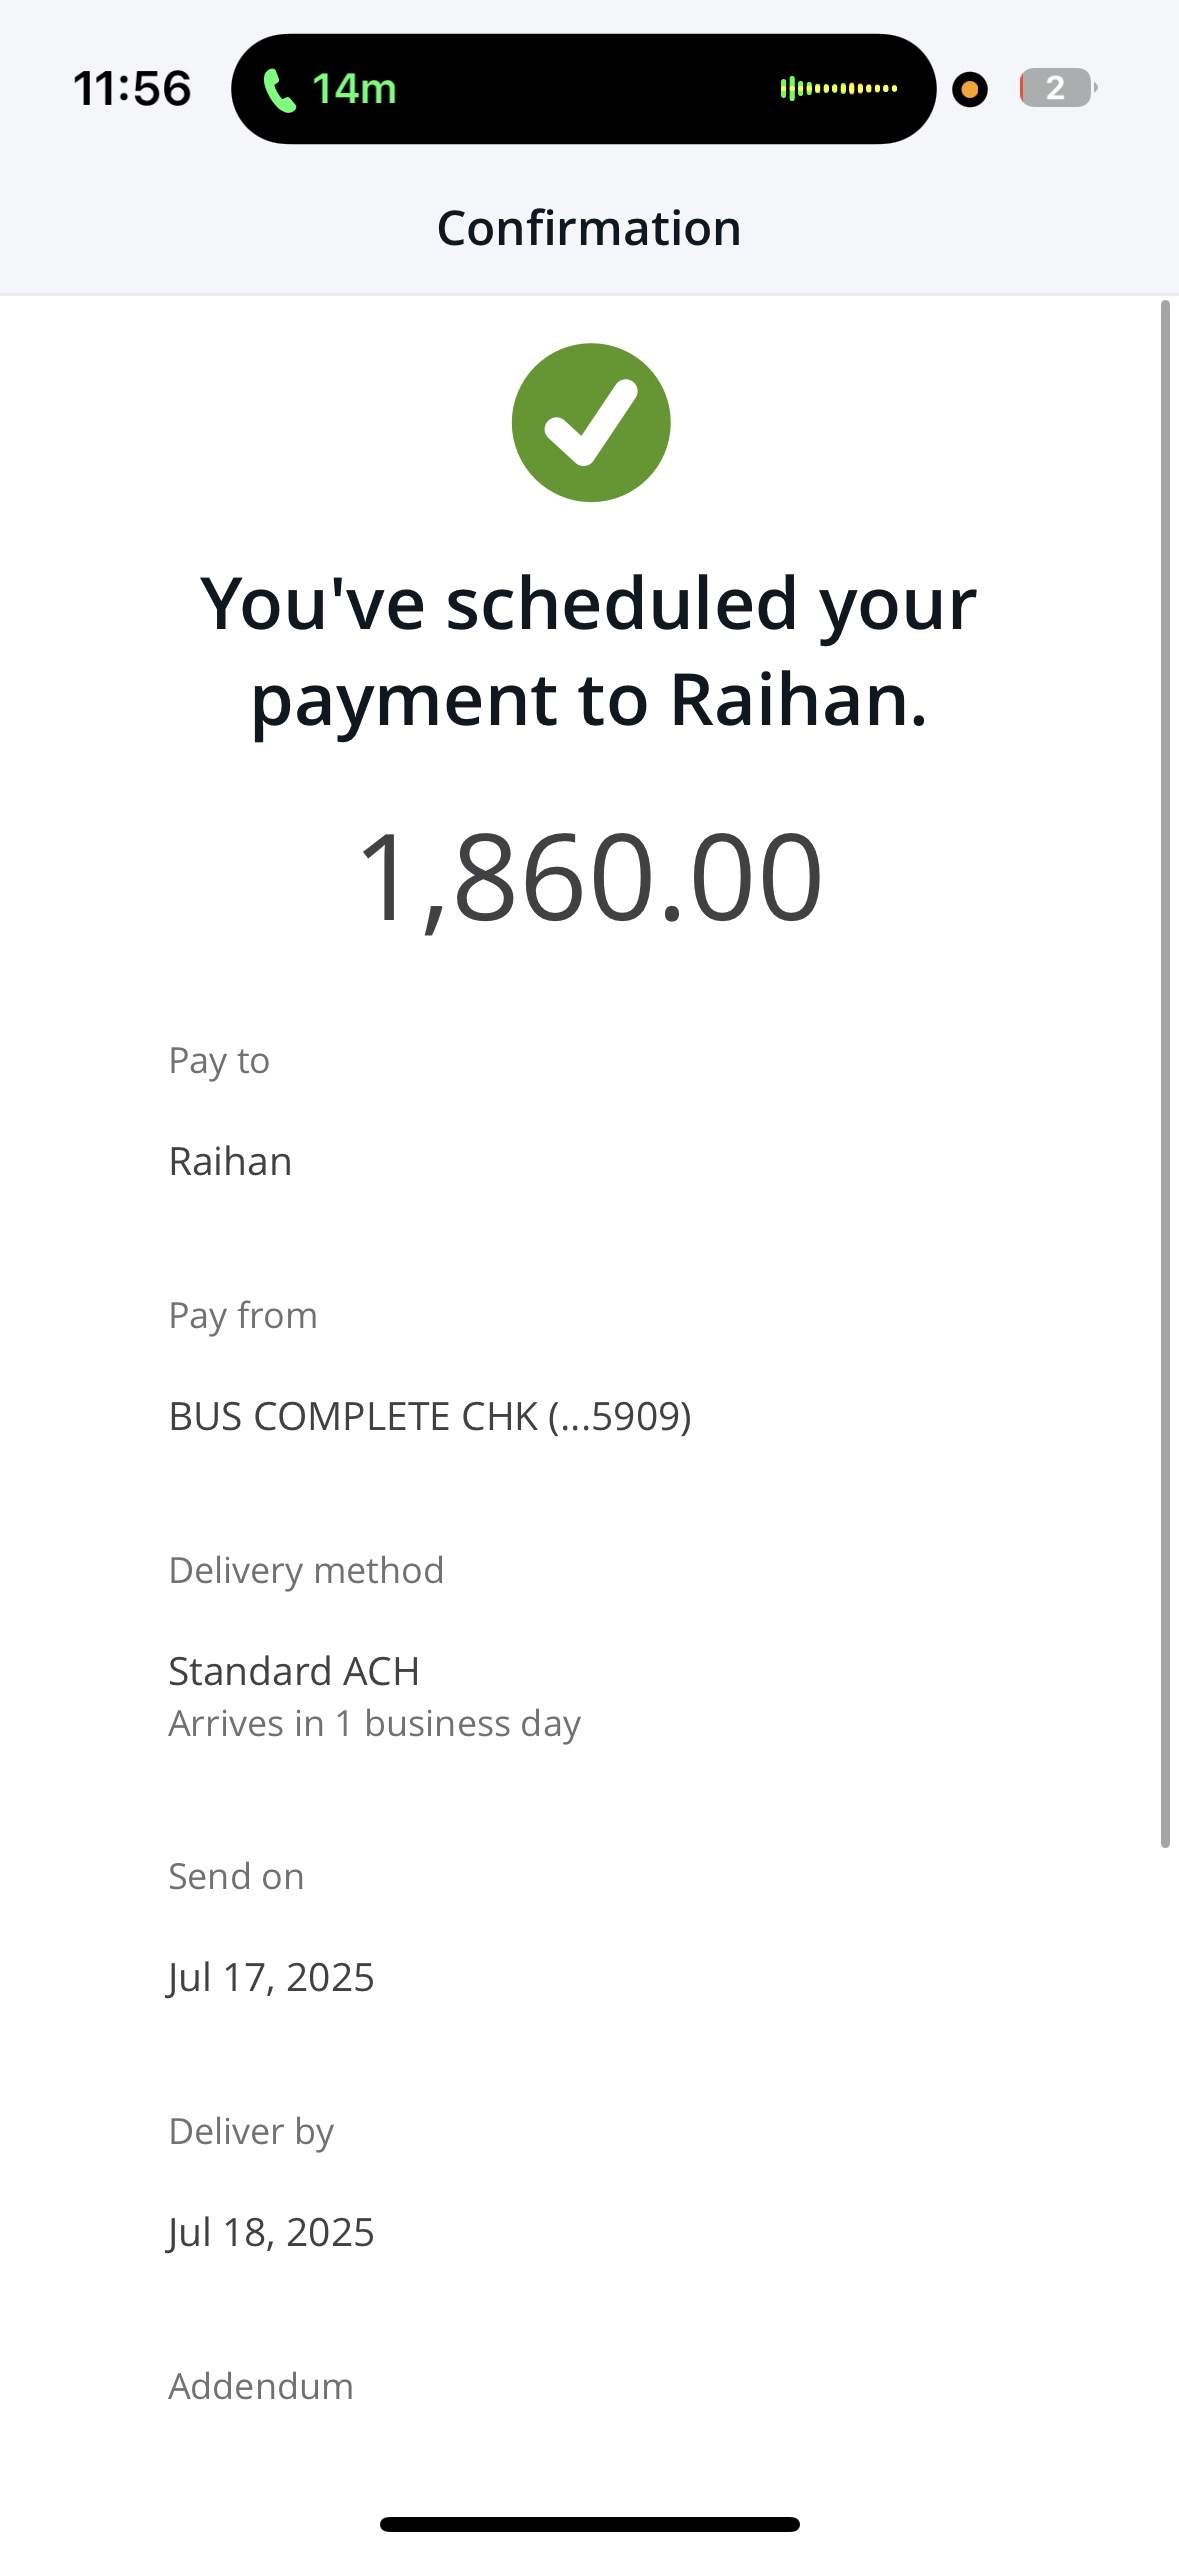 11:56
14m
2
Confirmation
You've scheduled your
payment to Raihan.
1,860.00
Pay to
Raihan
Pay from
BUS COMPLETE CHK (...5909)
Delivery method
Standard ACH
Arrives in 1 business day
Send on
Jul 17, 2025
Deliver by
Jul 18, 2025
Addendum